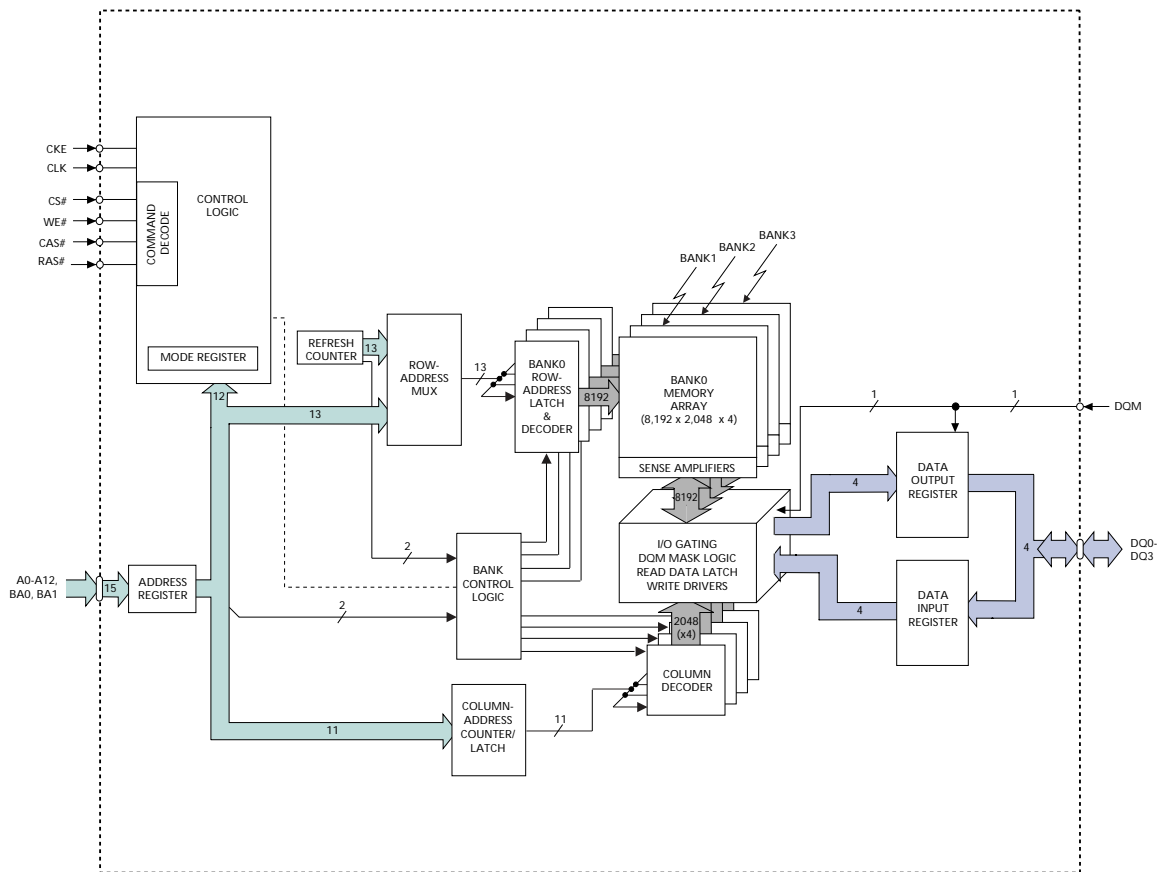 CKE
CLK
CS#
WE#
CAS#
RAS#
COMMAND
DECODE
CONTROL
LOGIC
MODE REGISTER
12
REFRESH
COUNTER
13
13
ROW-
ADDRESS
MUX
13
BANK0
ROW-
ADDRESS
LATCH
&
DECODER
8192
BANK1
BANK2
BANK3
BANK0
MEMORY
ARRAY
(8,192 x 2,048 x 4)
SENSE AMPLIFIERS
8192
I/O GATING
DQM MASK LOGIC
READ DATA LATCH
WRITE DRIVERS
2048
(x4)
COLUMN
DECODER
A0-A12,
BA0, BA1
15
ADDRESS
REGISTER
2
2
BANK
CONTROL
LOGIC
11
COLUMN-
ADDRESS
COUNTER/
LATCH
11
1
1
DQM
4
DATA
OUTPUT
REGISTER
4
DQ0-
DQ3
4
DATA
INPUT
REGISTER